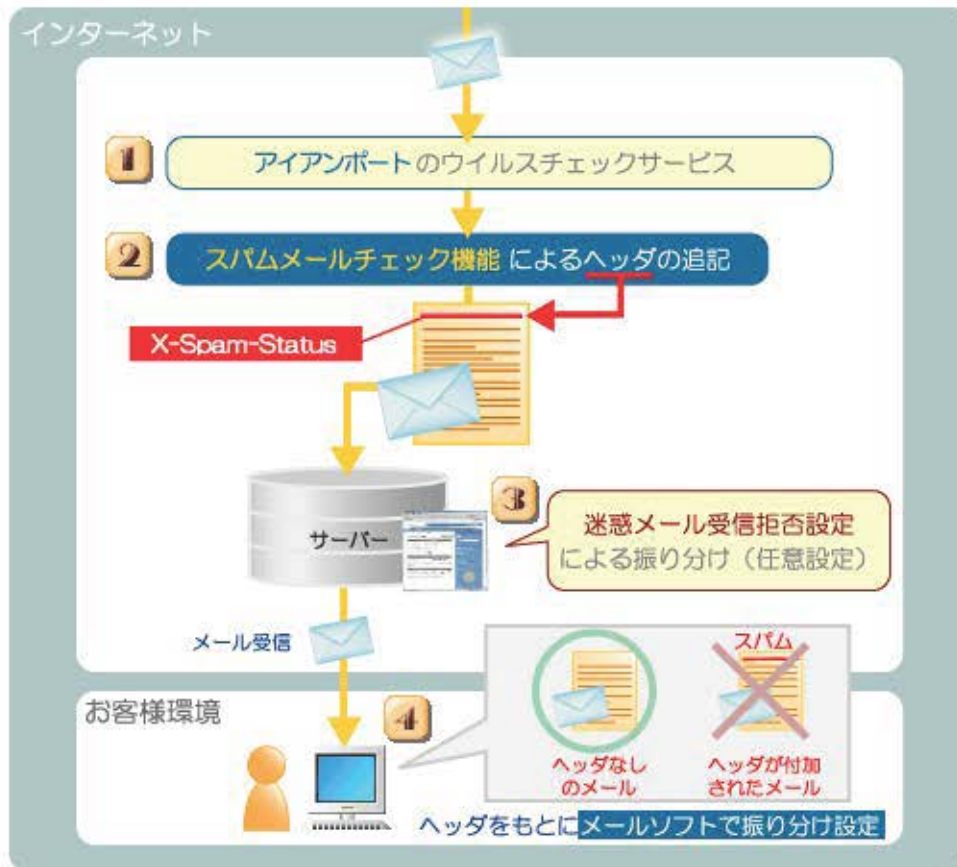 インターネット
1
アイアンポートのウイルスチェックサービス
2
スパムメールチェック機能 によるヘッダの追記
X-Spam-Status
サーバー
3
迷惑メール受信拒否設定
による振り分け（任意設定）
メール受信
スパム
お客様環境
4
ヘッダなし
のメール
ヘッダが付加
されたメール
ヘッダをもとにメールソフトで振り分け設定